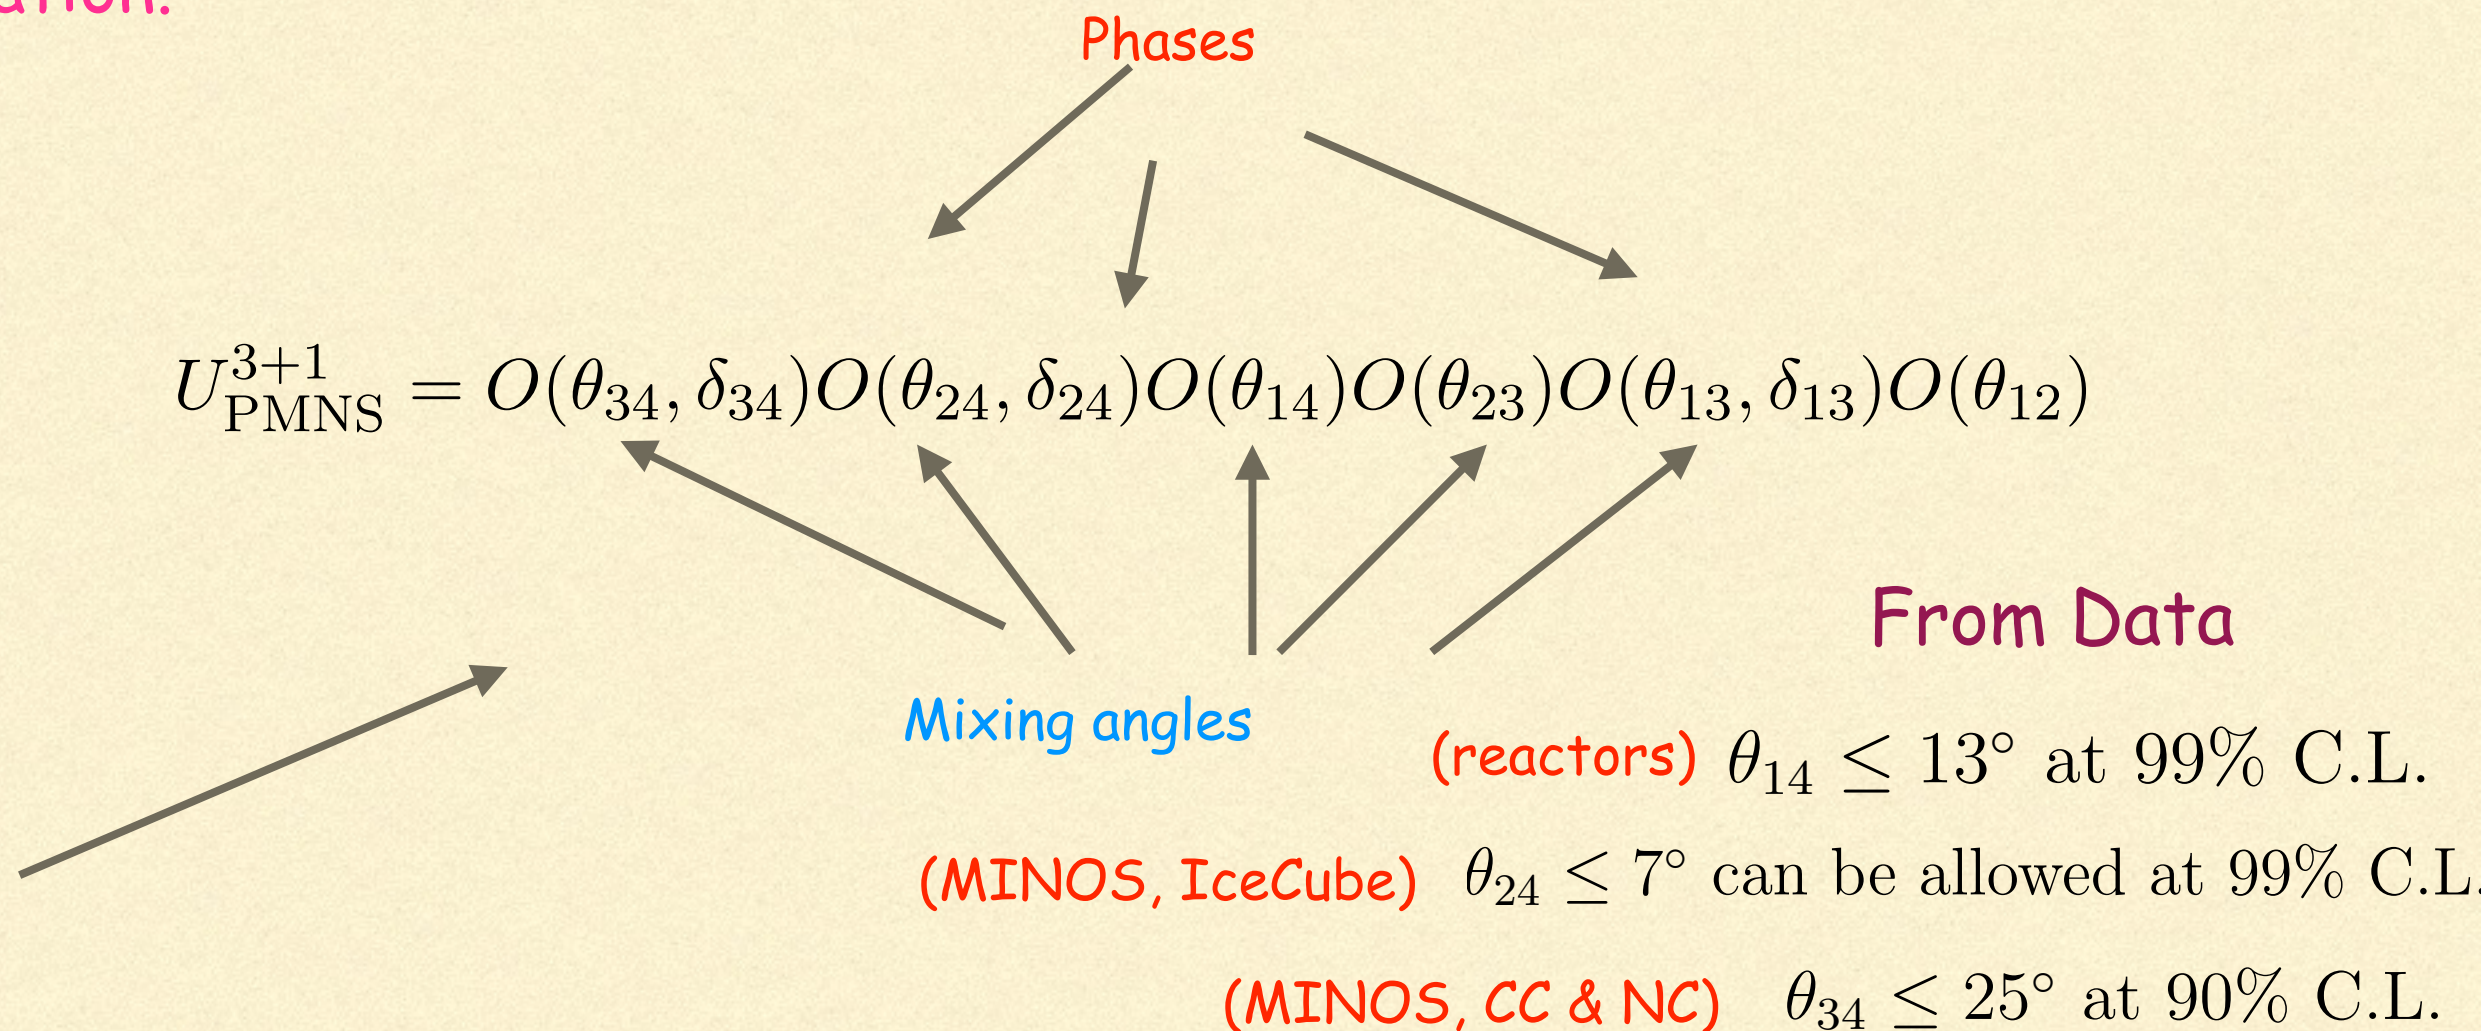 Phases
U_{PMNS}^{3+1} = O(θ_{34}, δ_{34})O(θ_{24}, δ_{24})O(θ_{14})O(θ_{23})O(θ_{13}, δ_{13})O(θ_{12})
From Data
Mixing angles
(reactors) θ_{14} ≤ 13° at 99% C.L.
(MINOS, IceCube) θ_{24} ≤ 7° can be allowed at 99% C.L.
(MINOS, CC & NC) θ_{34} ≤ 25° at 90% C.L.